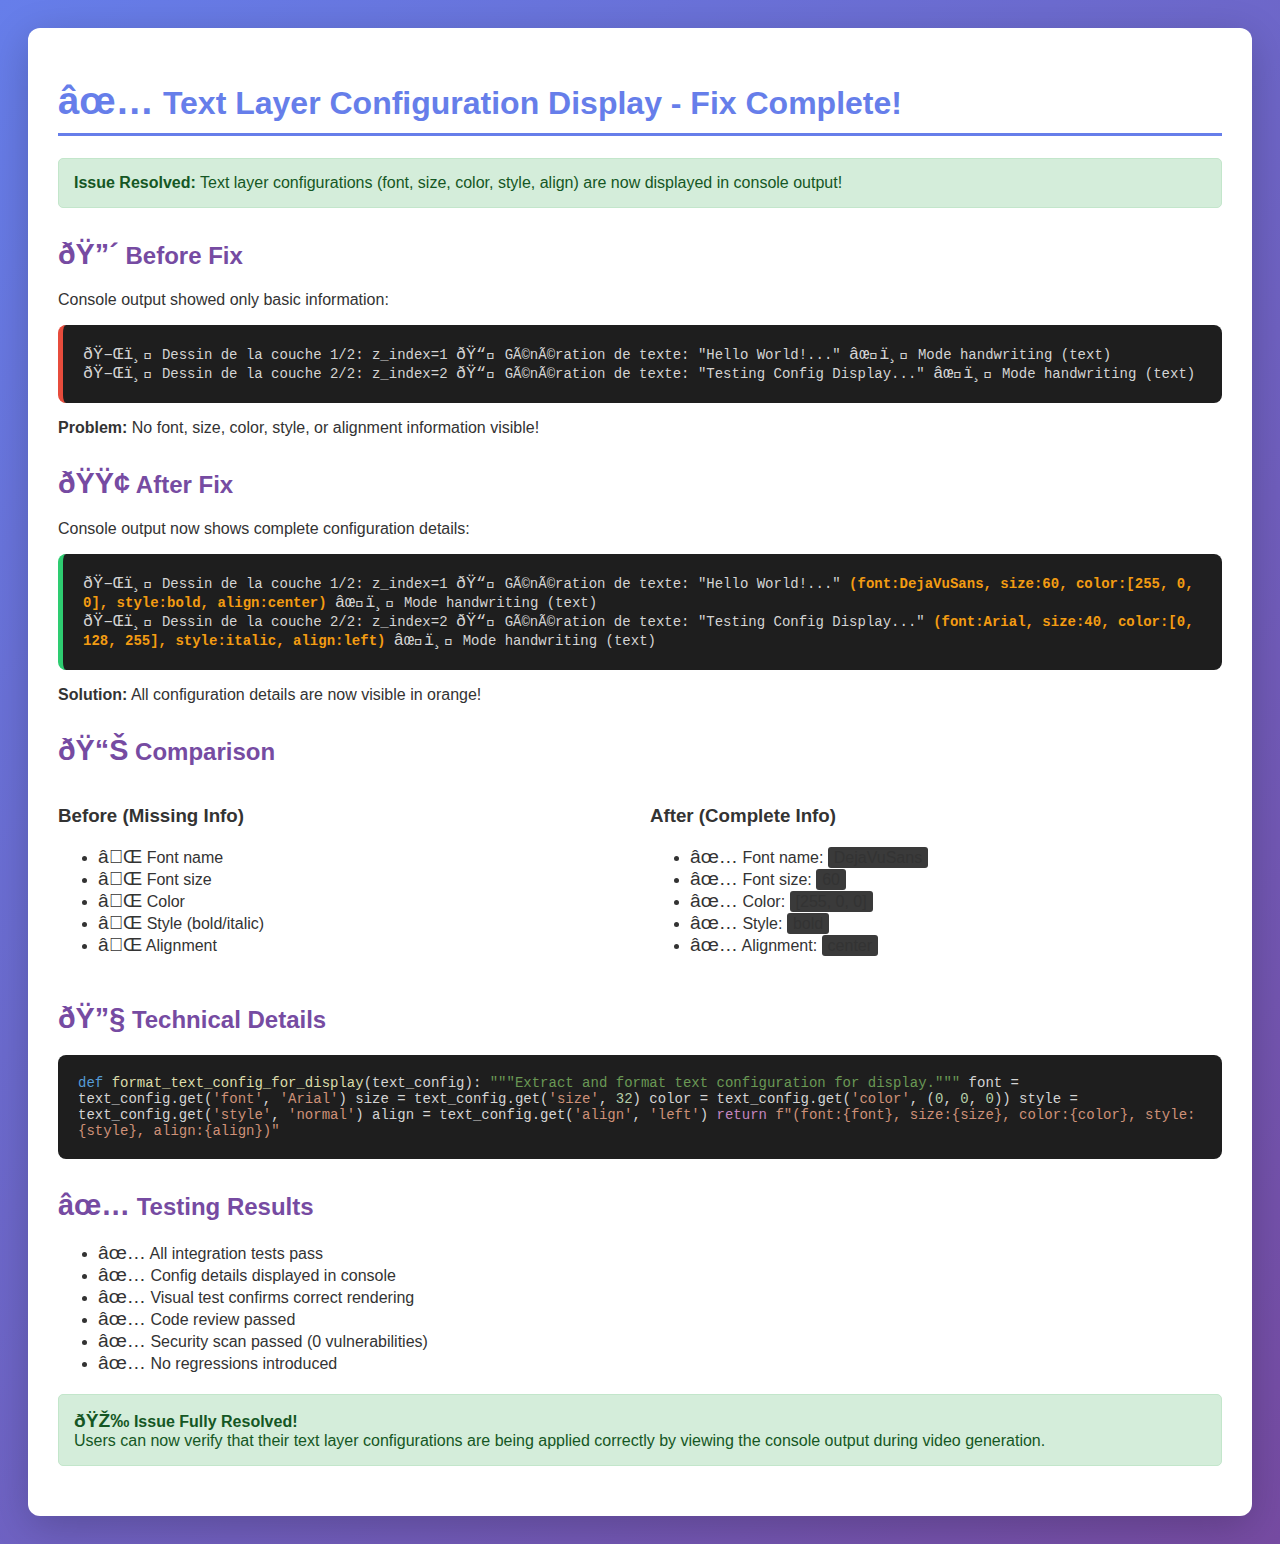 âœ… Text Layer Configuration Display - Fix Complete!
Issue Resolved: Text layer configurations (font, size, color, style, align) are now displayed in console output!
ðŸ”´ Before Fix
Console output showed only basic information:
ðŸ–Œï¸ Dessin de la couche 1/2: z_index=1 ðŸ“ GÃ©nÃ©ration de texte: "Hello World!..." âœï¸ Mode handwriting (text)
ðŸ–Œï¸ Dessin de la couche 2/2: z_index=2 ðŸ“ GÃ©nÃ©ration de texte: "Testing Config Display..." âœï¸ Mode handwriting (text)
Problem: No font, size, color, style, or alignment information visible!
ðŸŸ¢ After Fix
Console output now shows complete configuration details:
ðŸ–Œï¸ Dessin de la couche 1/2: z_index=1 ðŸ“ GÃ©nÃ©ration de texte: "Hello World!..." (font:DejaVuSans, size:60, color:[255, 0,
0], style:bold, align:center) âœï¸ Mode handwriting (text)
ðŸ–Œï¸ Dessin de la couche 2/2: z_index=2 ðŸ“ GÃ©nÃ©ration de texte: "Testing Config Display..." (font:Arial, size:40, color:[0,
128, 255], style:italic, align:left) âœï¸ Mode handwriting (text)
Solution: All configuration details are now visible in orange!
ðŸ“Š Comparison
Before (Missing Info)
âŒ Font name
âŒ Font size
âŒ Color
âŒ Style (bold/italic)
âŒ Alignment
After (Complete Info)
âœ… Font name: DejaVuSans
âœ… Font size: 60
âœ… Color: [255, 0, 0]
âœ… Style: bold
âœ… Alignment: center
ðŸ”§ Technical Details
def format_text_config_for_display(text_config): """Extract and format text configuration for display.""" font =
text_config.get('font', 'Arial') size = text_config.get('size', 32) color = text_config.get('color', (0, 0, 0)) style =
text_config.get('style', 'normal') align = text_config.get('align', 'left') return f"(font:{font}, size:{size}, color:{color}, style:
{style}, align:{align})"
âœ… Testing Results
âœ… All integration tests pass
âœ… Config details displayed in console
âœ… Visual test confirms correct rendering
âœ… Code review passed
âœ… Security scan passed (0 vulnerabilities)
âœ… No regressions introduced
ðŸŽ‰ Issue Fully Resolved!
Users can now verify that their text layer configurations are being applied correctly by viewing the console output during video generation.